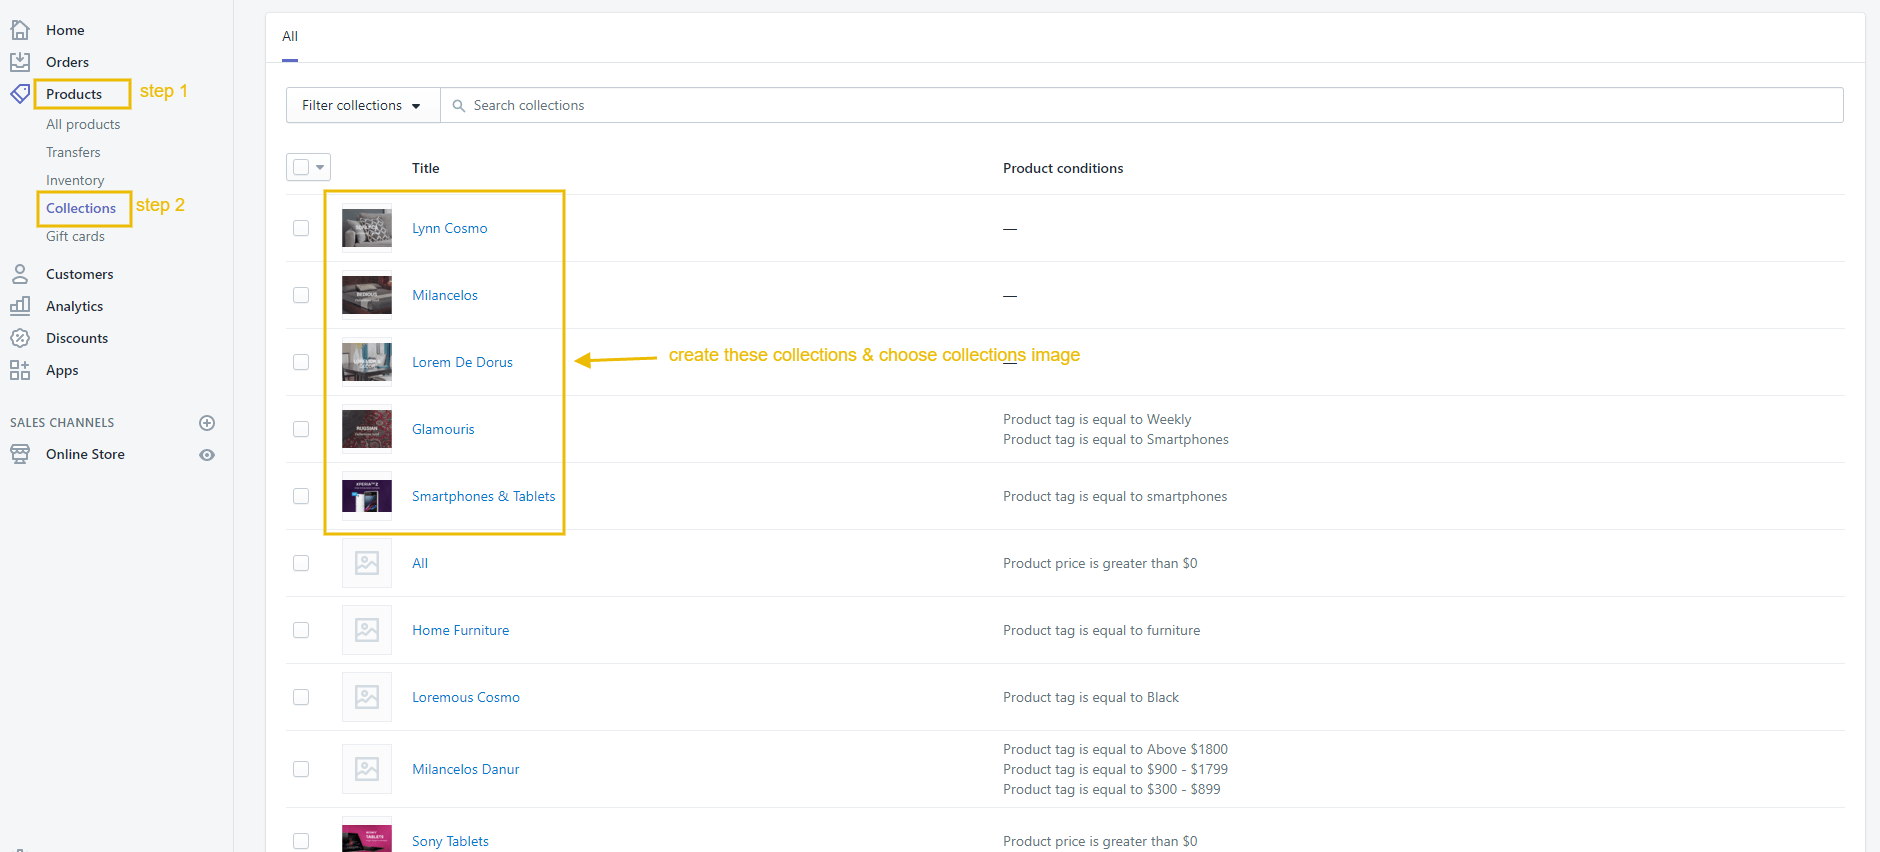 Home
Orders
Products
step 1
All products
Transfers
Inventory
Collections
step 2
Gift cards
Customers
Analytics
Discounts
Apps
SALES CHANNELS
Online Store
All
Filter collections
Search collections
Title
Product conditions
Lynn Cosmo
—
Milancelos
—
Lorem De Dorus
—
create these collections & choose collections image
RUGSIAN
Glamouris
Product tag is equal to Weekly
Product tag is equal to Smartphones
XPERIA™ Z
Smartphones & Tablets
Product tag is equal to smartphones
All
Product price is greater than $0
Home Furniture
Product tag is equal to furniture
Loremous Cosmo
Product tag is equal to Black
Milancelos Danur
Product tag is equal to Above $1800
Product tag is equal to $900 - $1799
Product tag is equal to $300 - $899
TABLETS
Sony Tablets
Product price is greater than $0